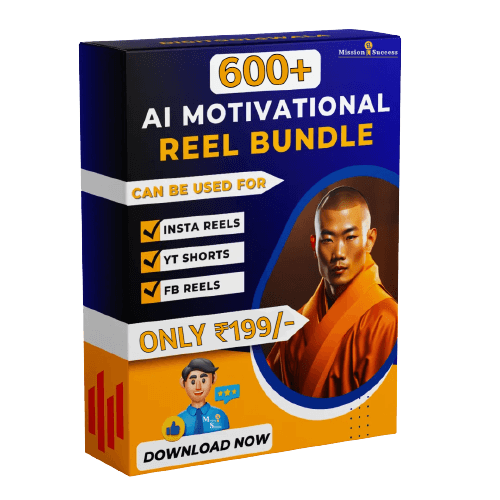 DIGITODIGWALA
Mission Success
600+
AI MOTIVATIONAL
REEL BUNDLE
CAN BE USED FOR
INSTA REELS
YT SHORTS
FB REELS
ONLY ₹199/-
DOWNLOAD NOW